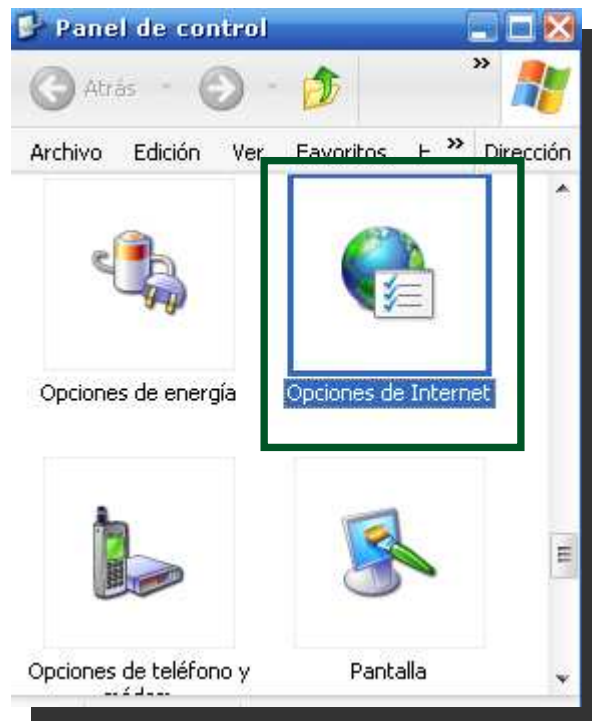 Panel de control
Atrás »
Archivo Edición Ver Favoritos » Dirección
Opciones de energía Opciones de Internet
Opciones de teléfono y Pantalla